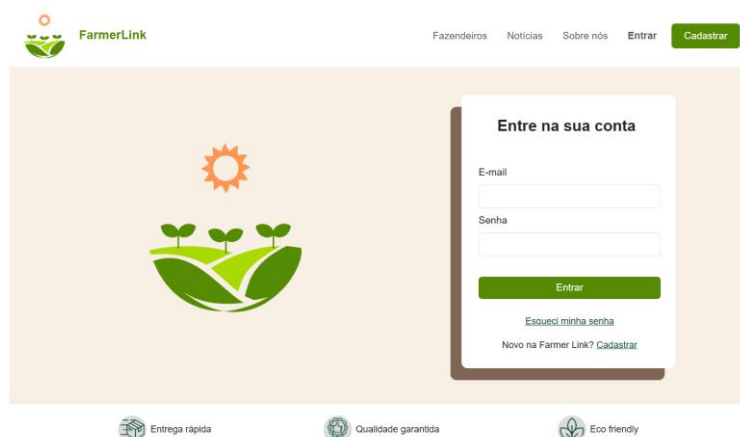 FarmerLink
Fazendeiros Notícias Sobre nós Entrar Cadastrar
Entre na sua conta
E-mail
Senha
Entrar
Esqueci minha senha
Novo na Farmer Link? Cadastrar
Entrega rápida Qualidade garantida Eco friendly